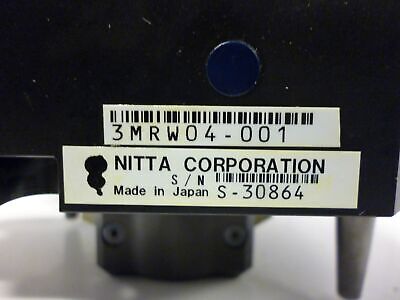 3MRW04-001
NITTA CORPORATION
S/N
Made in Japan S-30864